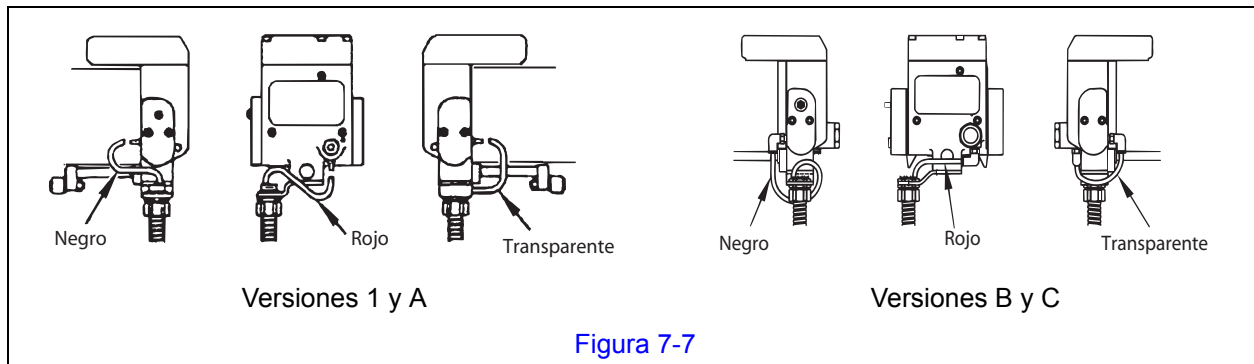 Negro
Rojo
Transparente
Versiones 1 y A
Negro
Rojo
Transparente
Versiones B y C
Figura 7-7